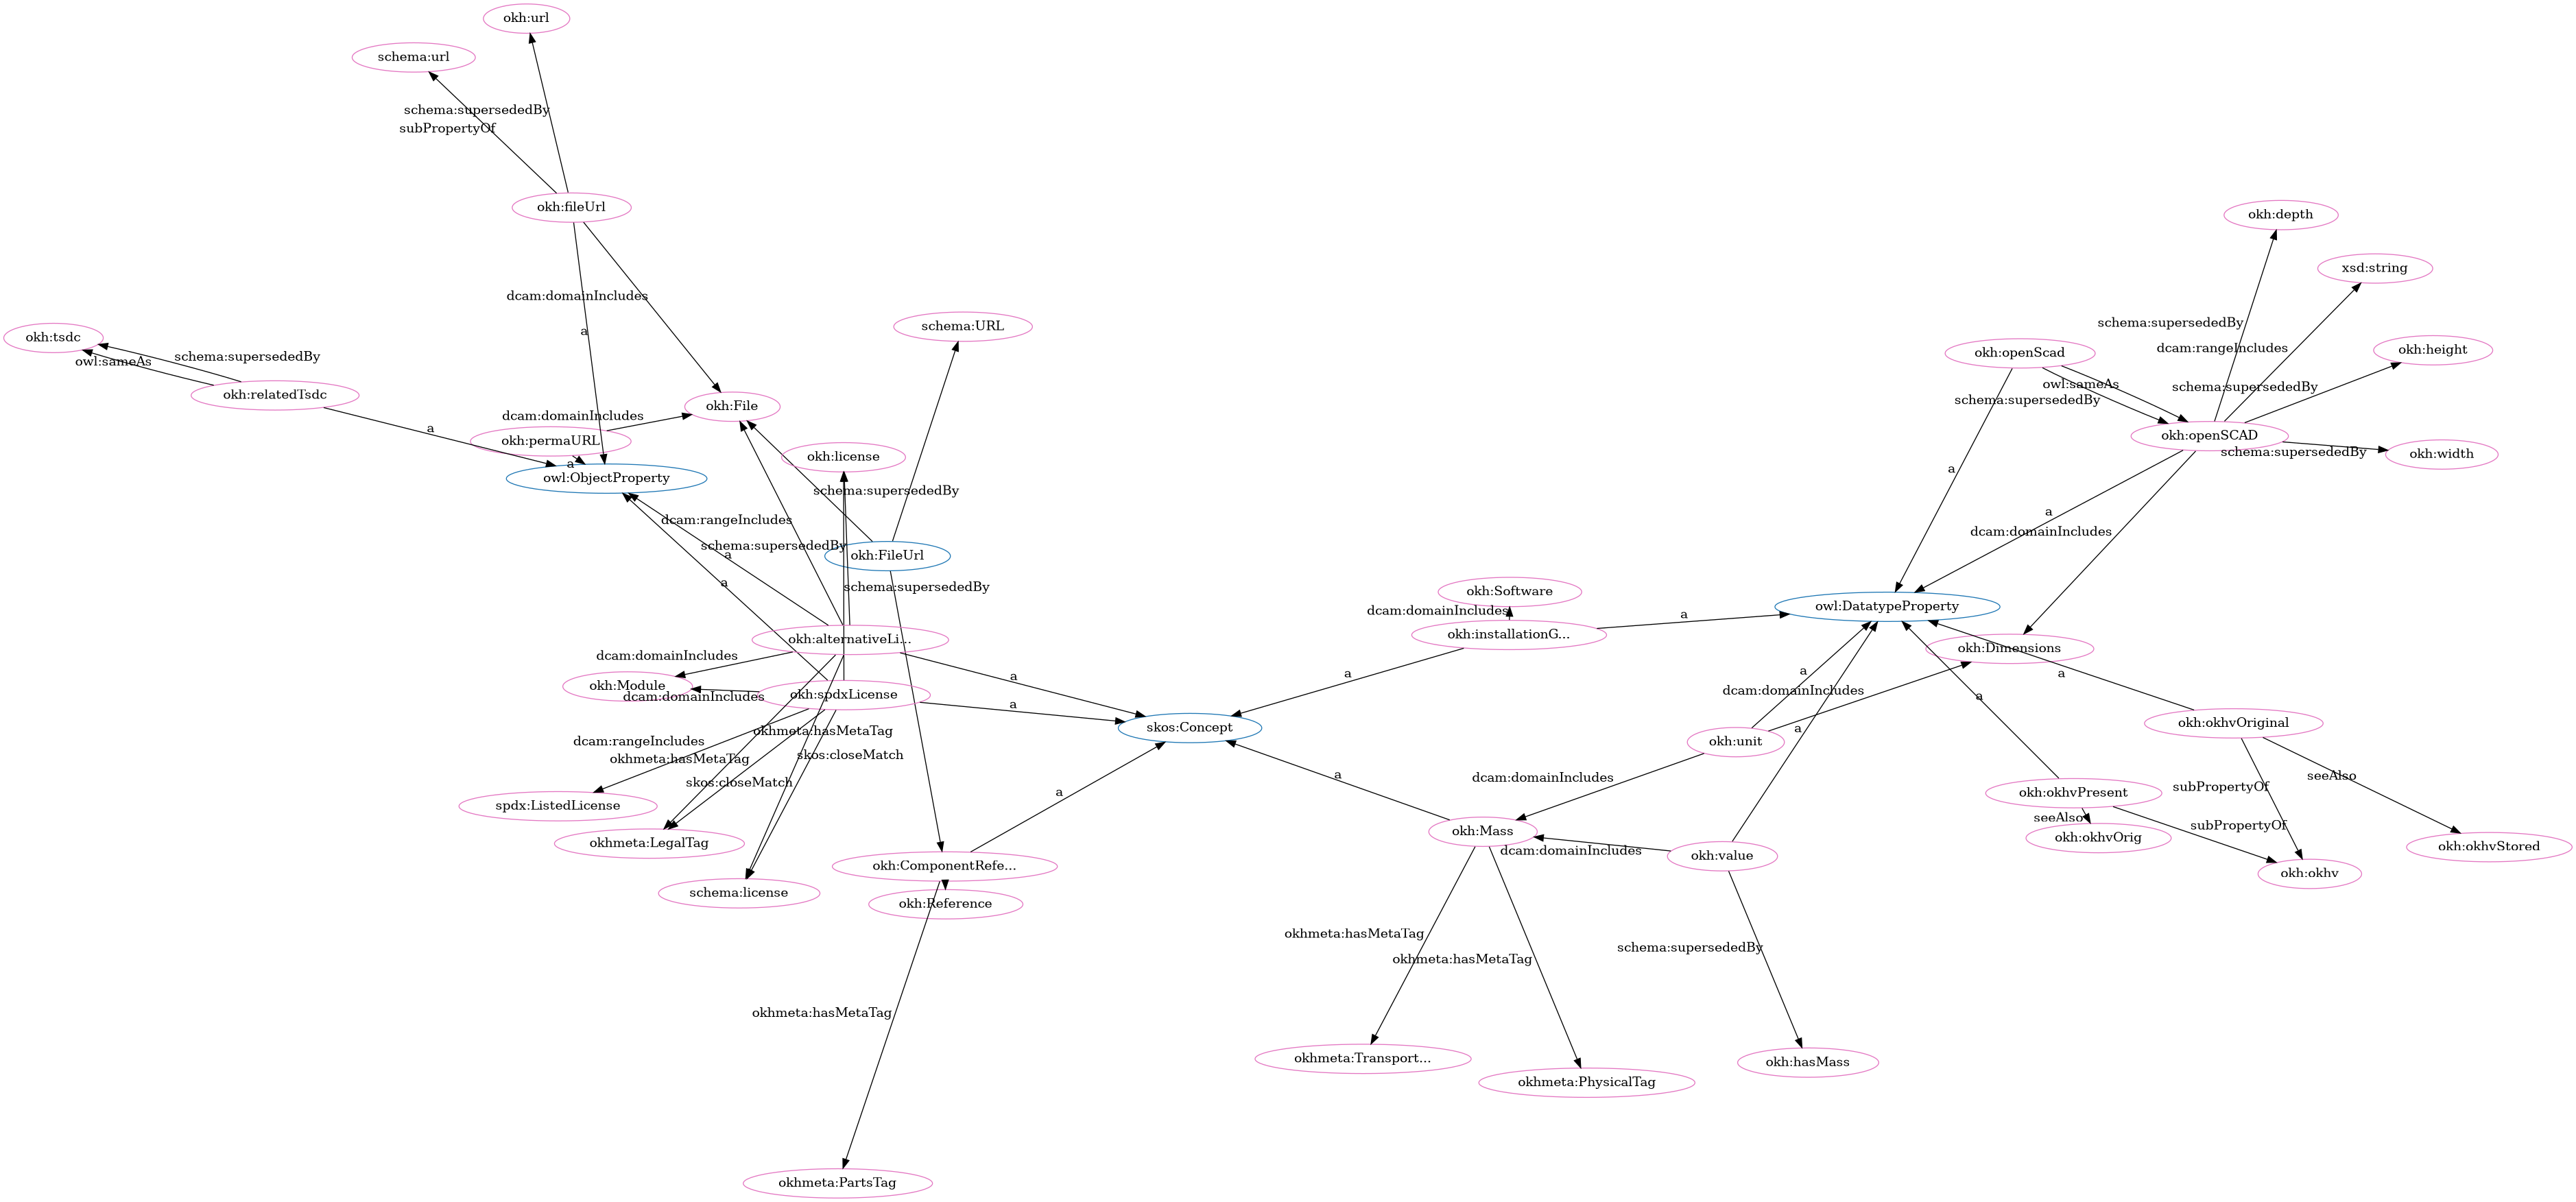 okh:url
schema:url
schema:supersededBy
subPropertyOf
okh:fileUrl
okh:depth
xsd:string
dcam:domainIncludes
schema:URL
schema:supersededBy
a
okh:tsdc
schema:supersededBy
owl:sameAs
dcam:rangeIncludes
okh:height
okh:openScad
okh:relatedTsdc
owl:sameAs
schema:supersededBy
schema:supersededBy
okh:File
dcam:domainIncludes
a
okh:permaURL
okh:openSCAD
schema:supersededBy
okh:width
okh:license
a
a
owl:ObjectProperty
schema:supersededBy
dcam:rangeIncludes
a
dcam:domainIncludes
schema:supersededBy
a
okh:FileUrl
a
schema:supersededBy
okh:Software
dcam:domainIncludes
a
owl:DatatypeProperty
okh:installationG...
okh:alternativeLi...
okh:Dimensions
dcam:domainIncludes
a
a
a
a
okh:Module
dcam:domainIncludes
okh:spdxLicense
dcam:domainIncludes
a
a
okh:okhvOriginal
skos:Concept
okhmeta:hasMetaTag
a
dcam:rangeIncludes
okh:unit
okhmeta:hasMetaTag
skos:closeMatch
a
dcam:domainIncludes
seeAlso
skos:closeMatch
subPropertyOf
a
okh:okhvPresent
spdx:ListedLicense
seeAlso
subPropertyOf
okh:Mass
okh:okhvOrig
okhmeta:LegalTag
dcam:domainIncludes
okh:value
okh:okhvStored
okh:ComponentRefe...
okh:okhv
schema:license
okh:Reference
okhmeta:hasMetaTag
schema:supersededBy
okhmeta:hasMetaTag
okhmeta:hasMetaTag
okhmeta:Transport...
okh:hasMass
okhmeta:PhysicalTag
okhmeta:PartsTag